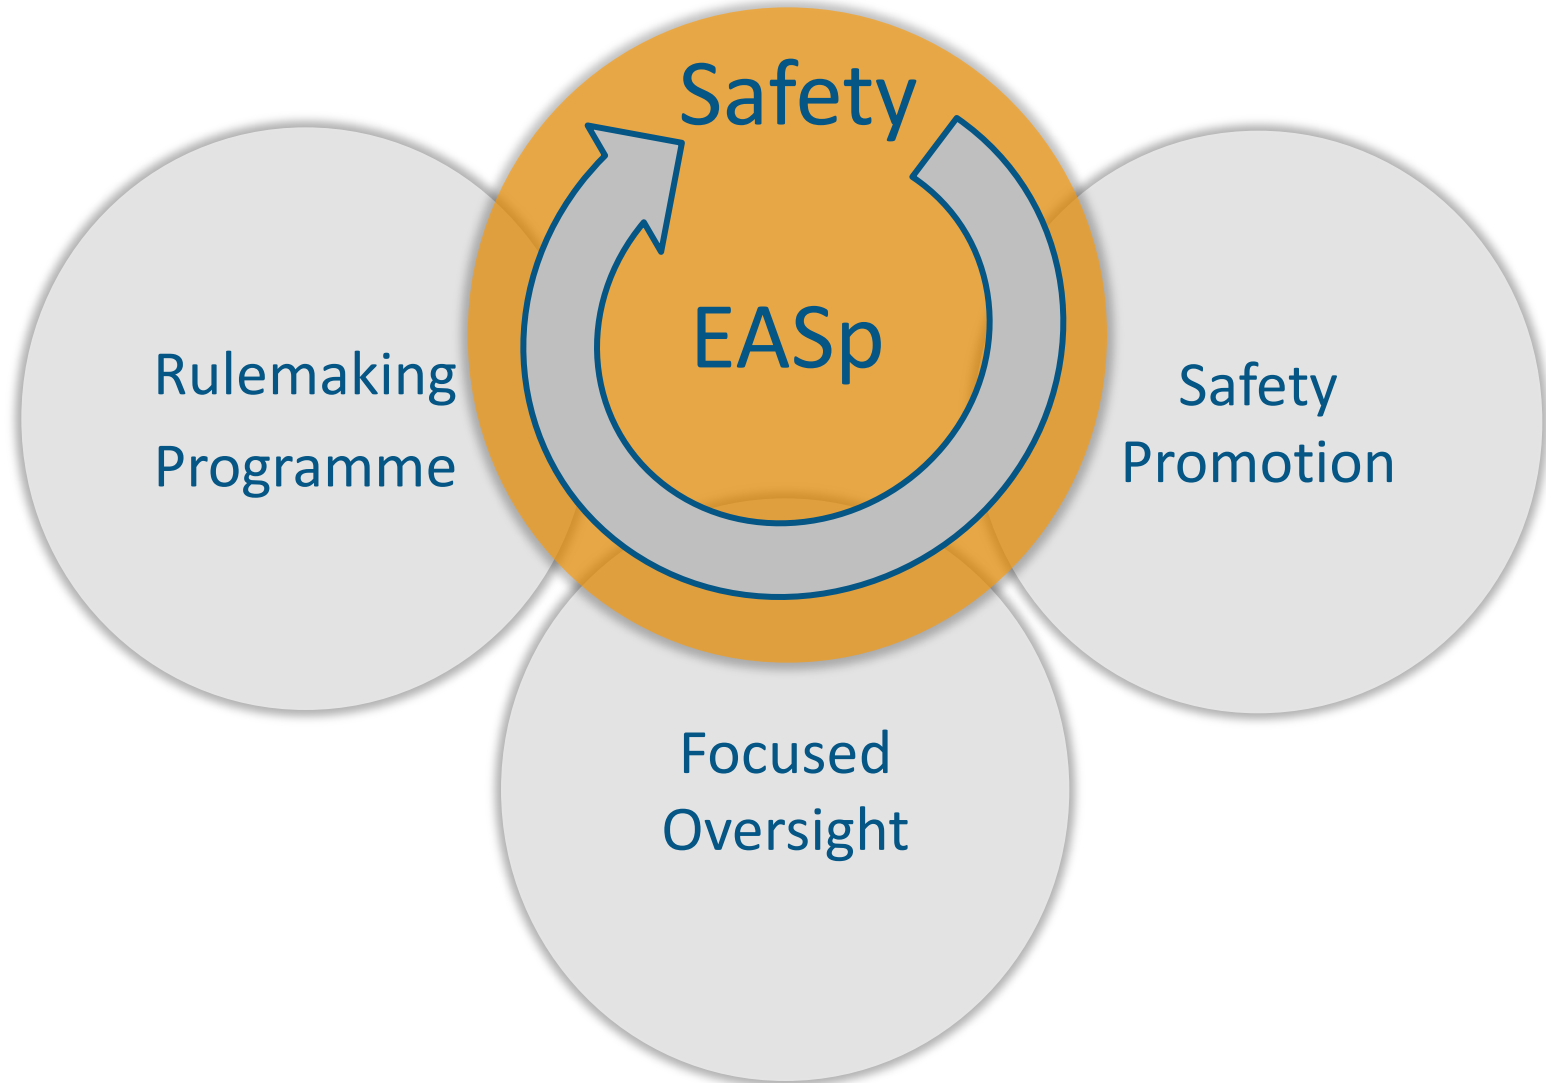 Safety
EASp
Rulemaking
Programme
Safety
Promotion
Focused
Oversight